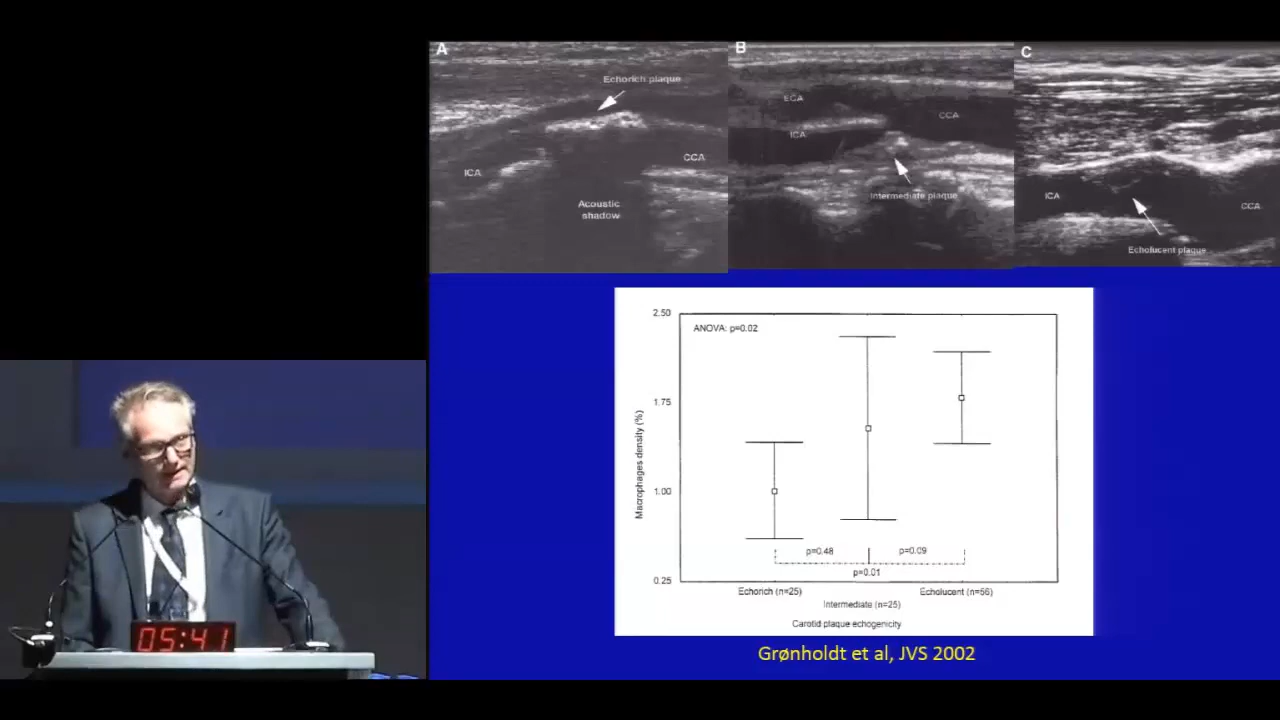 A
Echorich plaque
ICA
CCA
Acoustic
shadow
B
ECA
CCA
ICA
Intermediate plaque
C
ICA
CCA
Echolucent plaque
2.50
1.75
1.00
0.25
Macrophages density (%)
ANOVA: p=0.02
p=0.48
p=0.09
p=0.01
Echorich (n=25)
Intermediate (n=25)
Echolucent (n=56)
Carotid plaque echogenicity
Grønholdt et al, JVS 2002
05:41